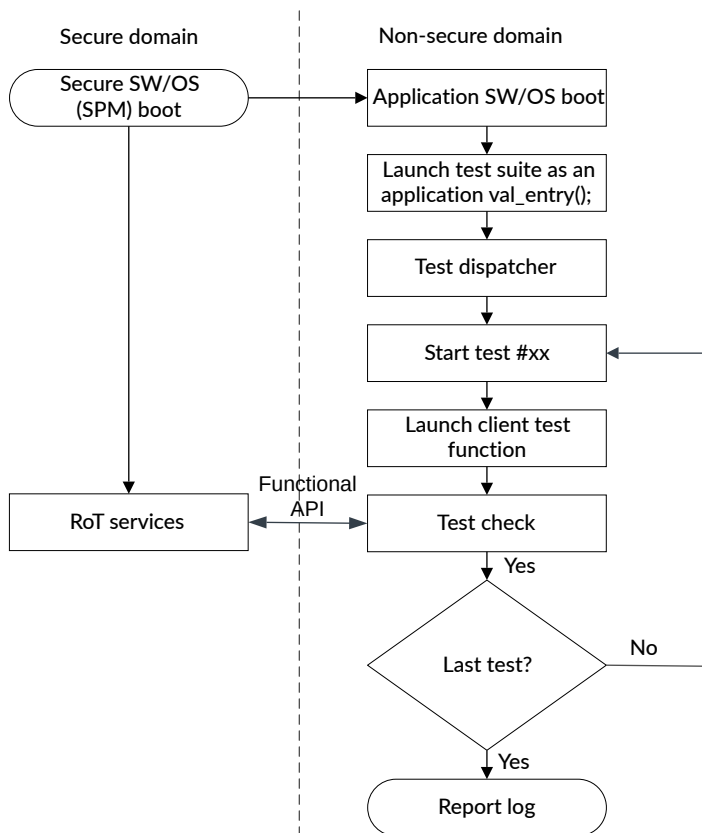 Secure domain
Non-secure domain
Secure SW/OS
(SPM) boot
Application SW/OS boot
Launch test suite as an
application val_entry();
Test dispatcher
Start test #xx
Launch client test
function
Functional
API
RoT services
Test check
Yes
Last test?
No
Yes
Report log